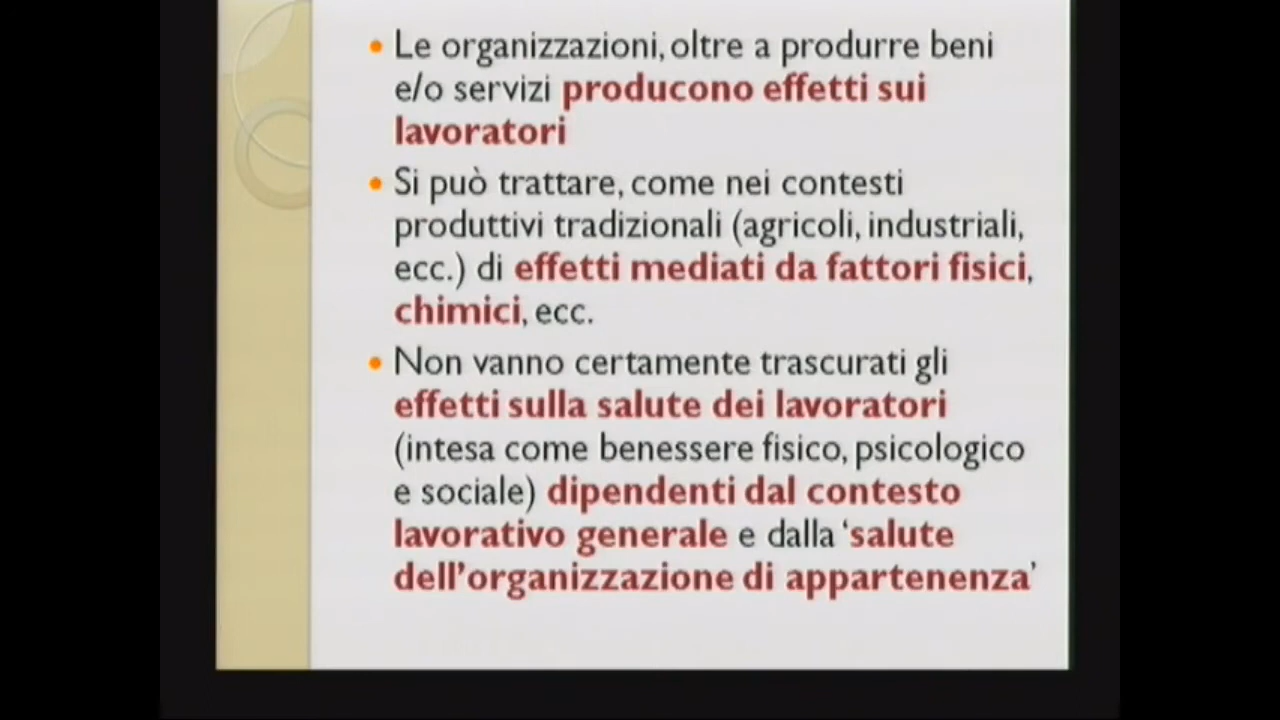 • Le organizzazioni, oltre a produrre beni
e/o servizi producono effetti sui
lavoratori
• Si può trattare, come nei contesti
produttivi tradizionali (agricoli, industriali,
ecc.) di effetti mediati da fattori fisici,
chimici, ecc.
• Non vanno certamente trascurati gli
effetti sulla salute dei lavoratori
(intesa come benessere fisico, psicologico
e sociale) dipendenti dal contesto
lavorativo generale e dalla ‘salute
dell’organizzazione di appartenenza’